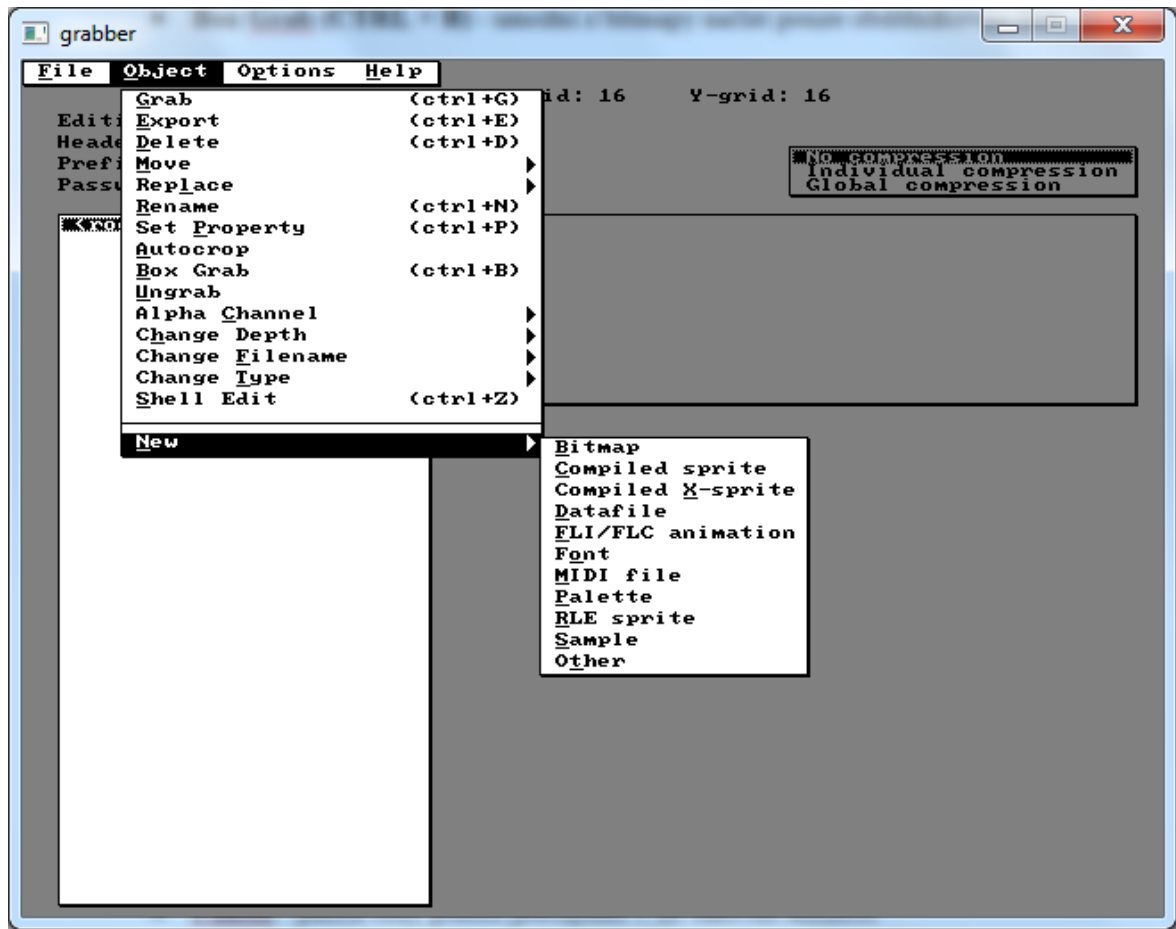 grabber
File Object Options Help
id: 16 Y-grid: 16
Grab (ctrl+G)
Export (ctrl+E)
Delete (ctrl+D)
Move
Replace
Rename (ctrl+N)
Set Property (ctrl+P)
Autocrop
Box Grab (ctrl+B)
Ungrab
Alpha Channel
Change Depth
Change Filename
Change Type
Shell Edit (ctrl+Z)
New
Editi
Heade
Prefi
Passw
No compression
Individual compression
Global compression
Bitmap
Compiled sprite
Compiled X-sprite
Datafile
FLI/FLC animation
Font
MIDI file
Palette
RLE sprite
Sample
Other